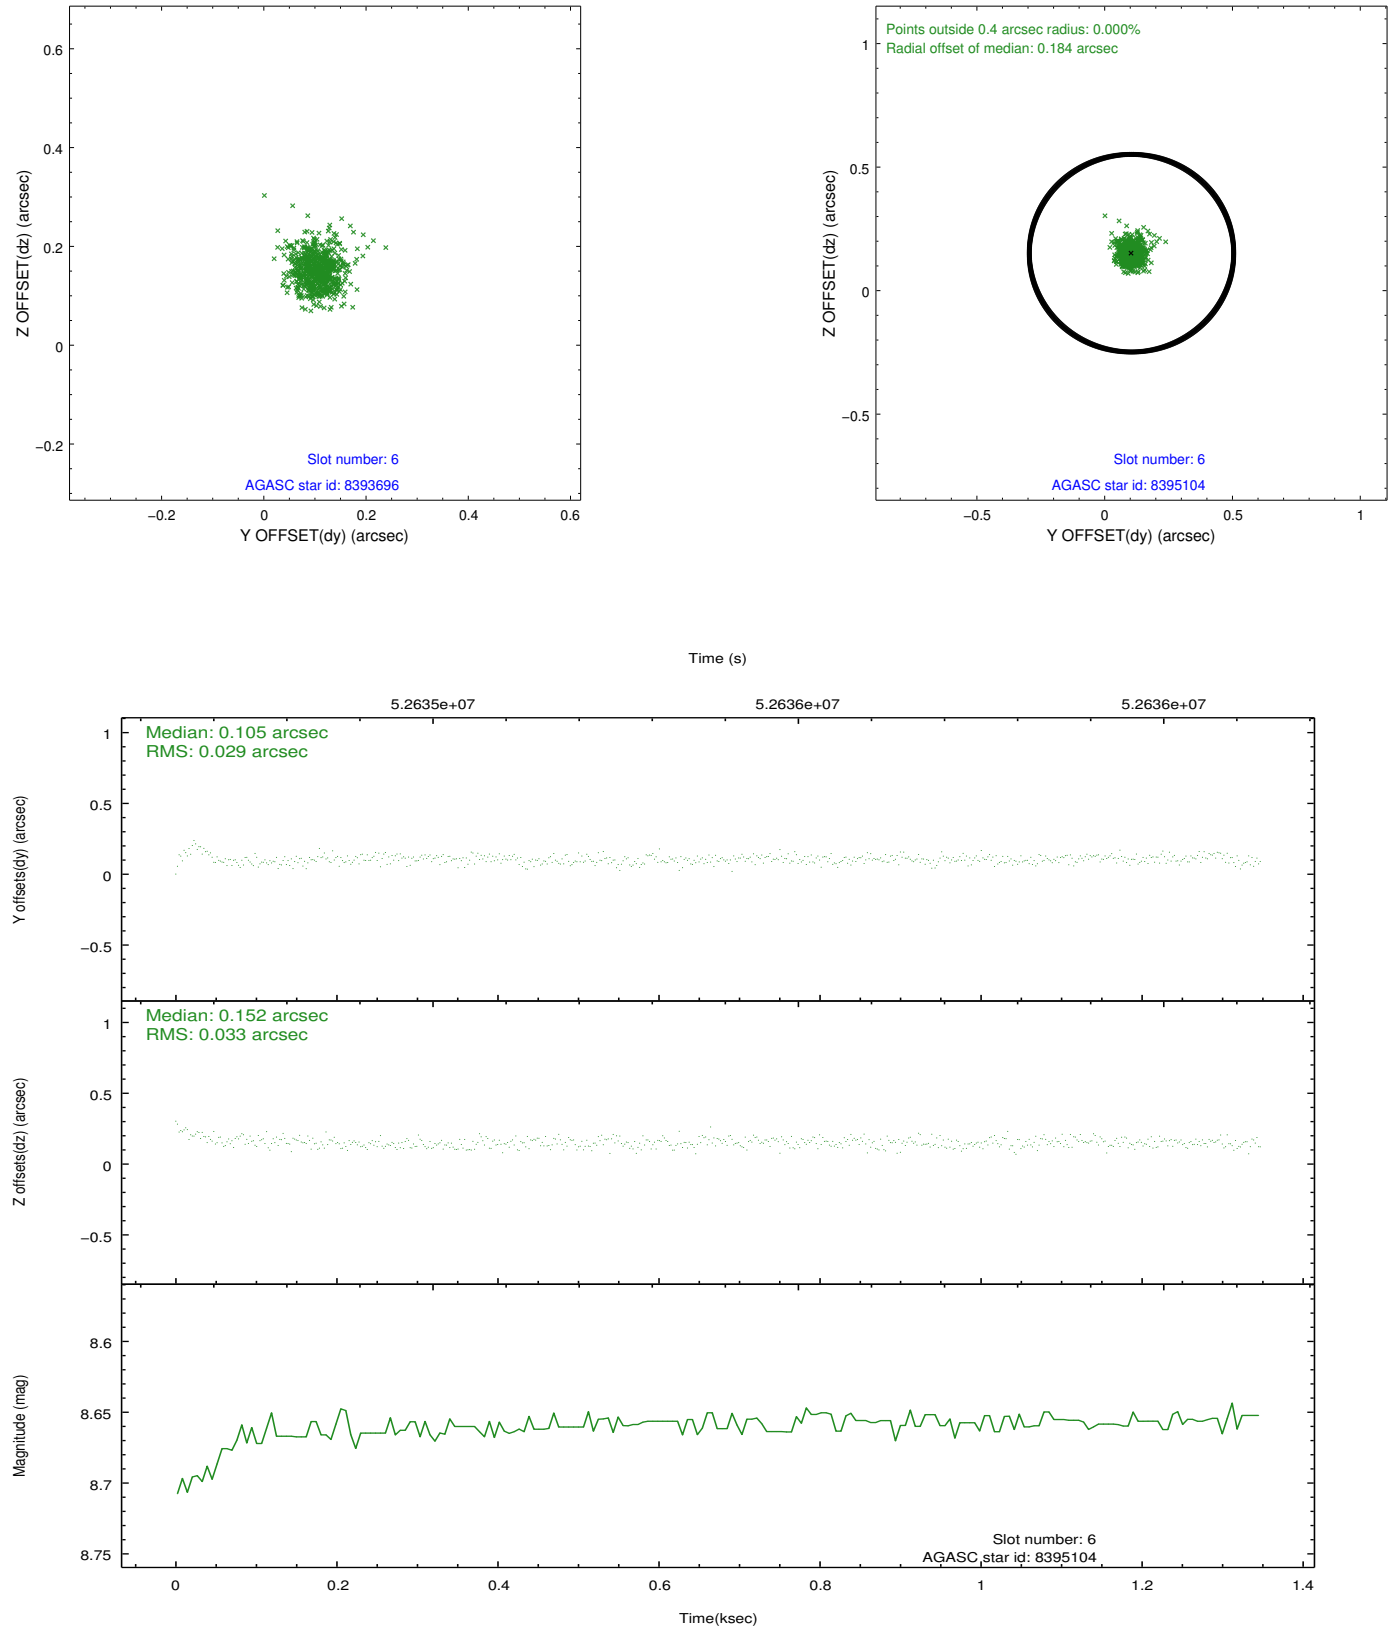 0.6
0.4
0.2
0
−0.2
Z OFFSET(dz) (arcsec)
Slot number: 6
AGASC star id: 8393696
−0.2 0 0.2 0.4 0.6
Y OFFSET(dy) (arcsec)
Points outside 0.4 arcsec radius: 0.000%
Radial offset of median: 0.184 arcsec
1
0.5
0
−0.5
Z OFFSET(dz) (arcsec)
Slot number: 6
AGASC star id: 8395104
−0.5 0 0.5 1
Y OFFSET(dy) (arcsec)
Time (s)
5.2635e+07 5.2636e+07 5.2636e+07
Median: 0.105 arcsec
RMS: 0.029 arcsec
1
0.5
0
−0.5
Y offsets(dy) (arcsec)
Median: 0.152 arcsec
RMS: 0.033 arcsec
1
0.5
0
−0.5
Z offsets(dz) (arcsec)
8.6
8.65
8.7
8.75
Magnitude (mag)
Slot number: 6
AGASC star id: 8395104
0 0.2 0.4 0.6 0.8 1 1.2 1.4
Time(ksec)